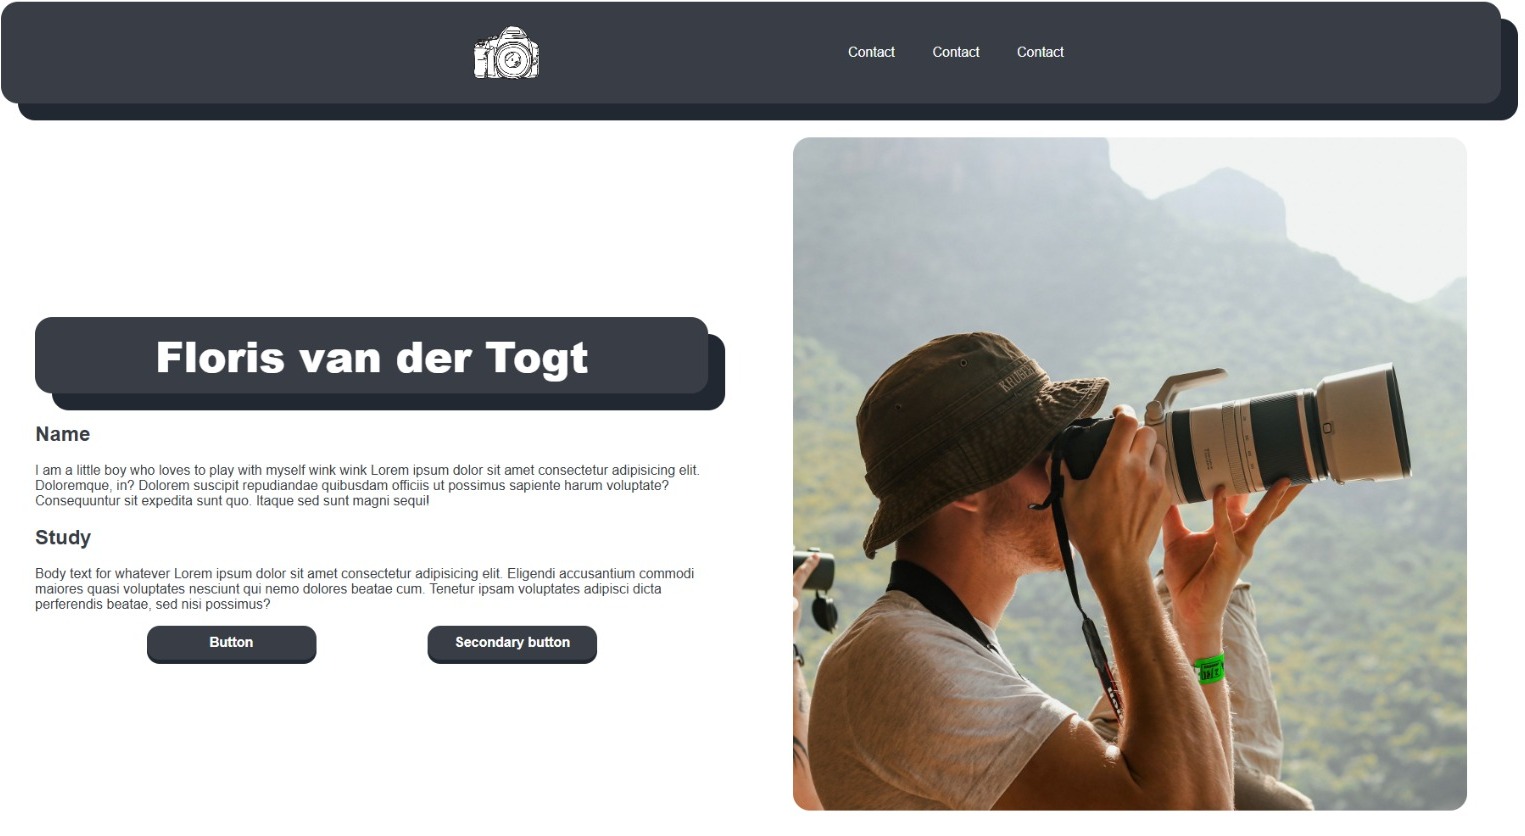 Contact Contact Contact
Floris van der Togt
Name
I am a little boy who loves to play with myself wink wink Lorem ipsum dolor sit amet consectetur adipisicing elit.
Doloremque, in? Dolorem suscipit repudiandae quibusdam officiis ut possimus sapiente harum voluptate?
Consequuntur sit expedita sunt quo. Itaque sed sunt magni sequi!
Study
Body text for whatever Lorem ipsum dolor sit amet consectetur adipisicing elit. Eligendi accusantium commodi
maiores quasi voluptates nesciunt qui nemo dolores beatae cum. Tenetur ipsam voluptates adipisci dicta
perferendis beatae, sed nisi possimus?
Button Secondary button